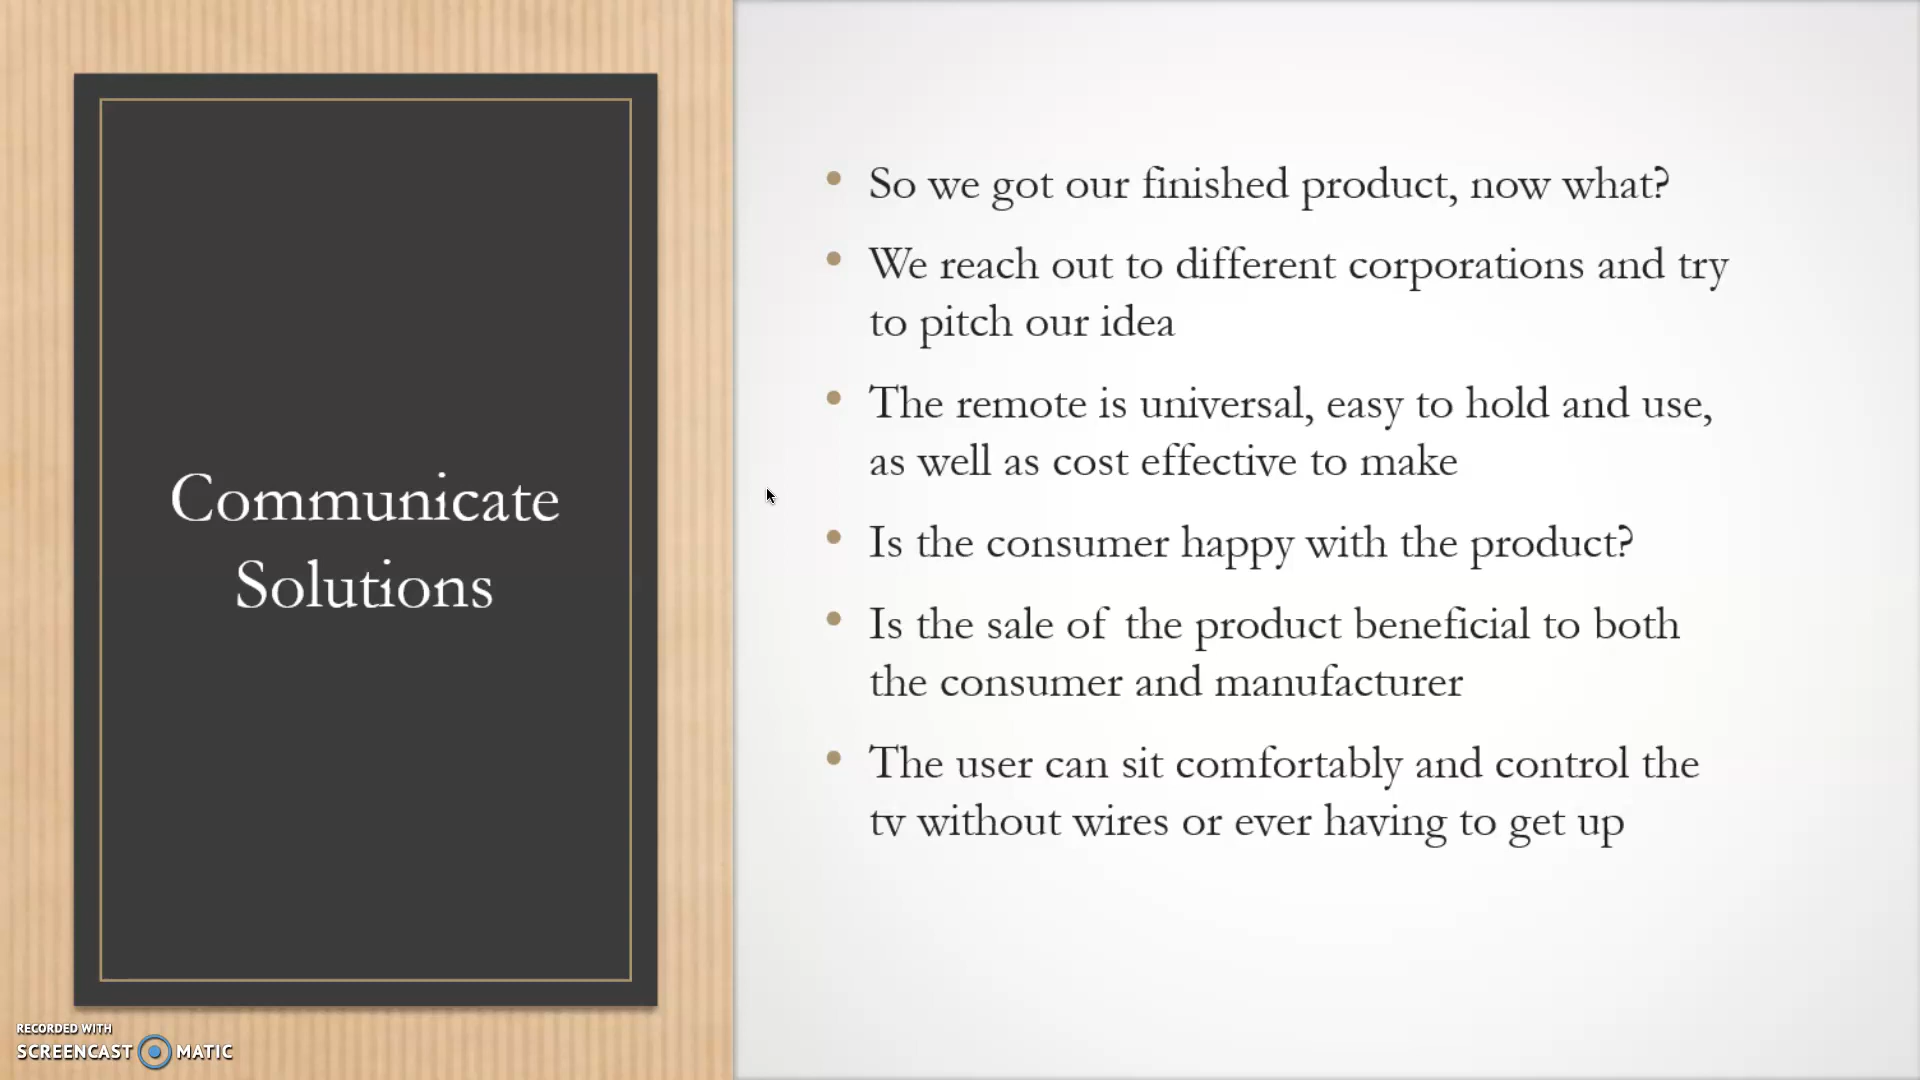 Communicate
Solutions
So we got our finished product, now what?
We reach out to different corporations and try
to pitch our idea
The remote is universal, easy to hold and use,
as well as cost effective to make
Is the consumer happy with the product?
Is the sale of the product beneficial to both
the consumer and manufacturer
The user can sit comfortably and control the
tv without wires or ever having to get up
RECORDED WITH
SCREENCAST MATIC